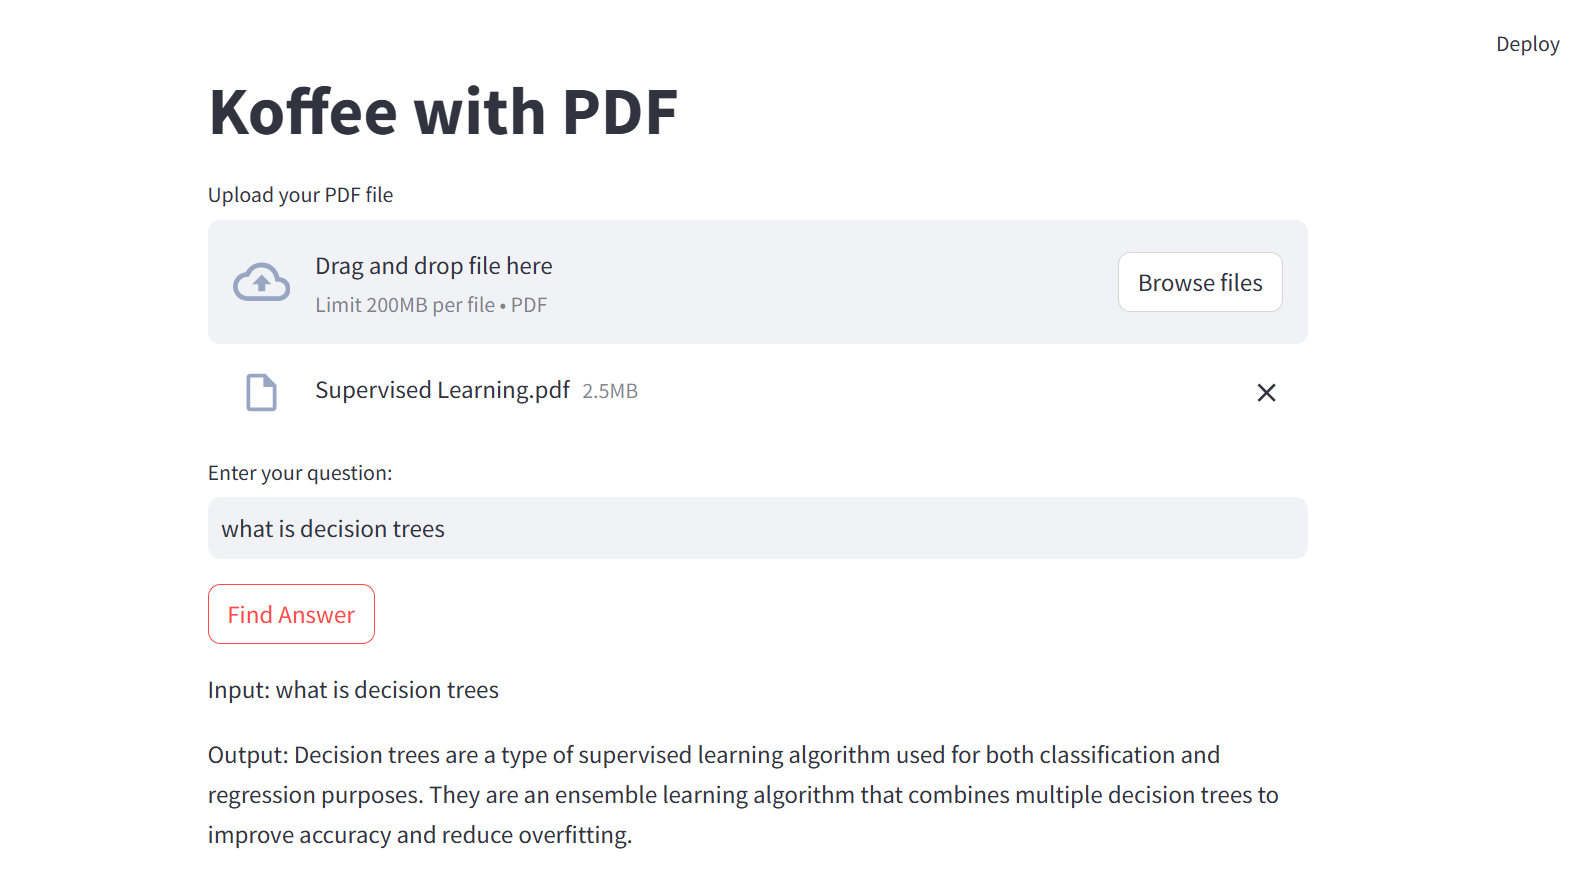 Deploy
Koffee with PDF
Upload your PDF file
Drag and drop file here
Limit 200MB per file • PDF
Browse files
Supervised Learning.pdf 2.5MB
Enter your question:
what is decision trees
Find Answer
Input: what is decision trees
Output: Decision trees are a type of supervised learning algorithm used for both classification and
regression purposes. They are an ensemble learning algorithm that combines multiple decision trees to
improve accuracy and reduce overfitting.